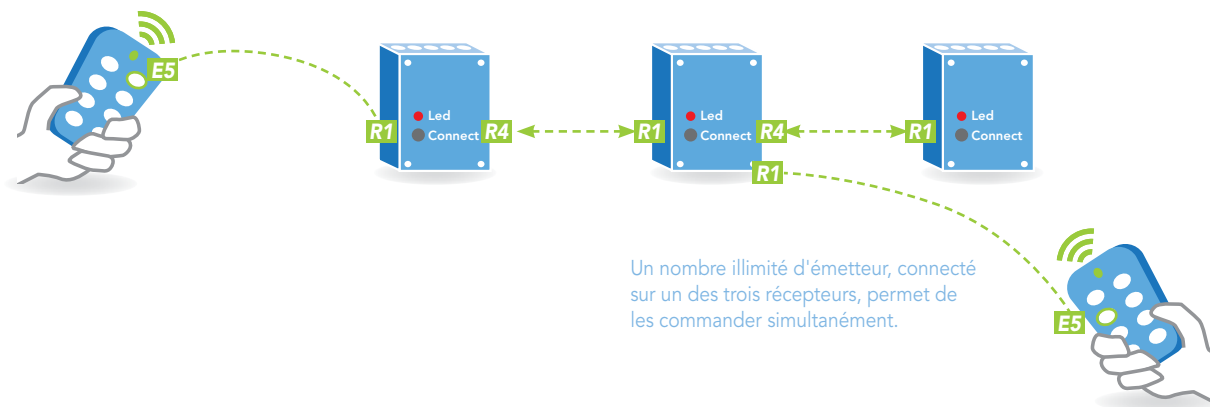 E5
R1
Led
Connect
R4
R1
Led
Connect
R4
R1
R1
Led
Connect
Un nombre illimité d'émetteur, connecté
sur un des trois récepteurs, permet de
les commander simultanément.
E5